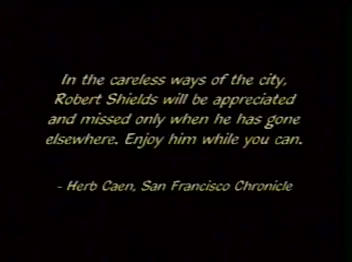 In the careless ways of the city,
Robert Shields will be appreciated
and missed only when he has gone
elsewhere. Enjoy him while you can.
- Herb Caen, San Francisco Chronicle